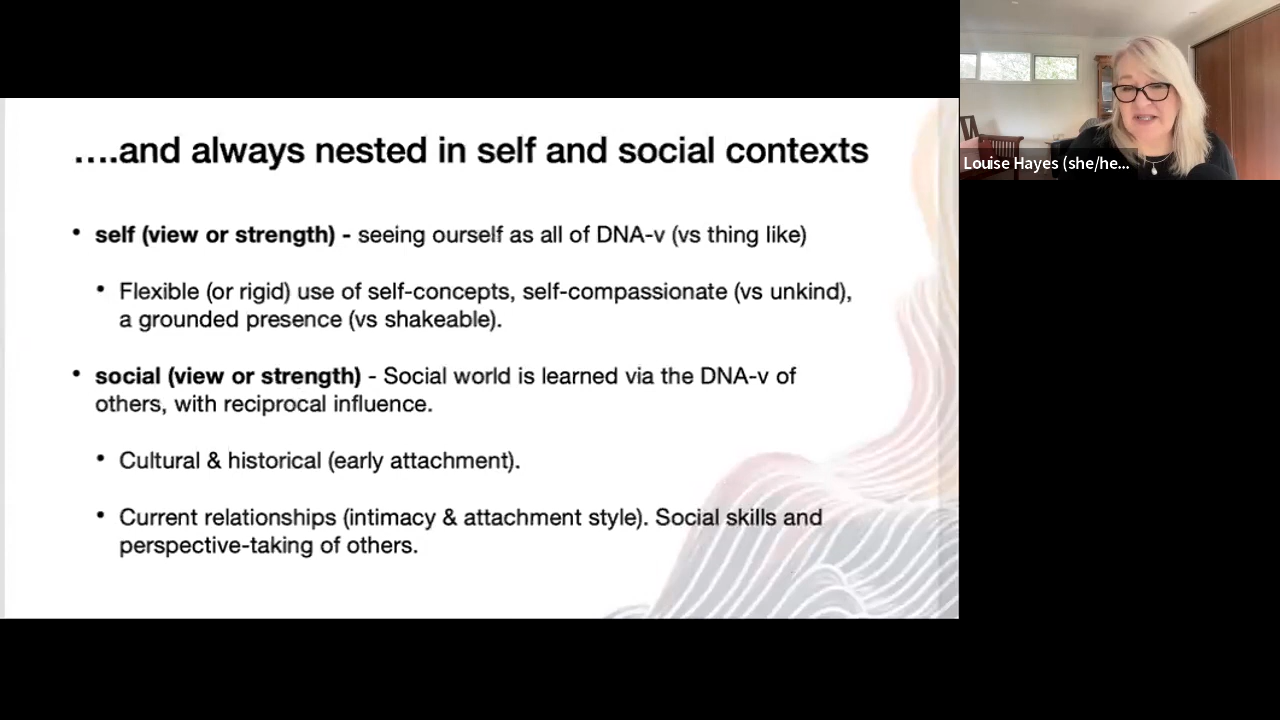 ....and always nested in self and social contexts
• self (view or strength) - seeing ourself as all of DNA-v (vs thing like)
• Flexible (or rigid) use of self-concepts, self-compassionate (vs unkind),
a grounded presence (vs shakeable).
• social (view or strength) - Social world is learned via the DNA-v of
others, with reciprocal influence.
• Cultural & historical (early attachment).
• Current relationships (intimacy & attachment style). Social skills and
perspective-taking of others.
Louise Hayes (she/he...